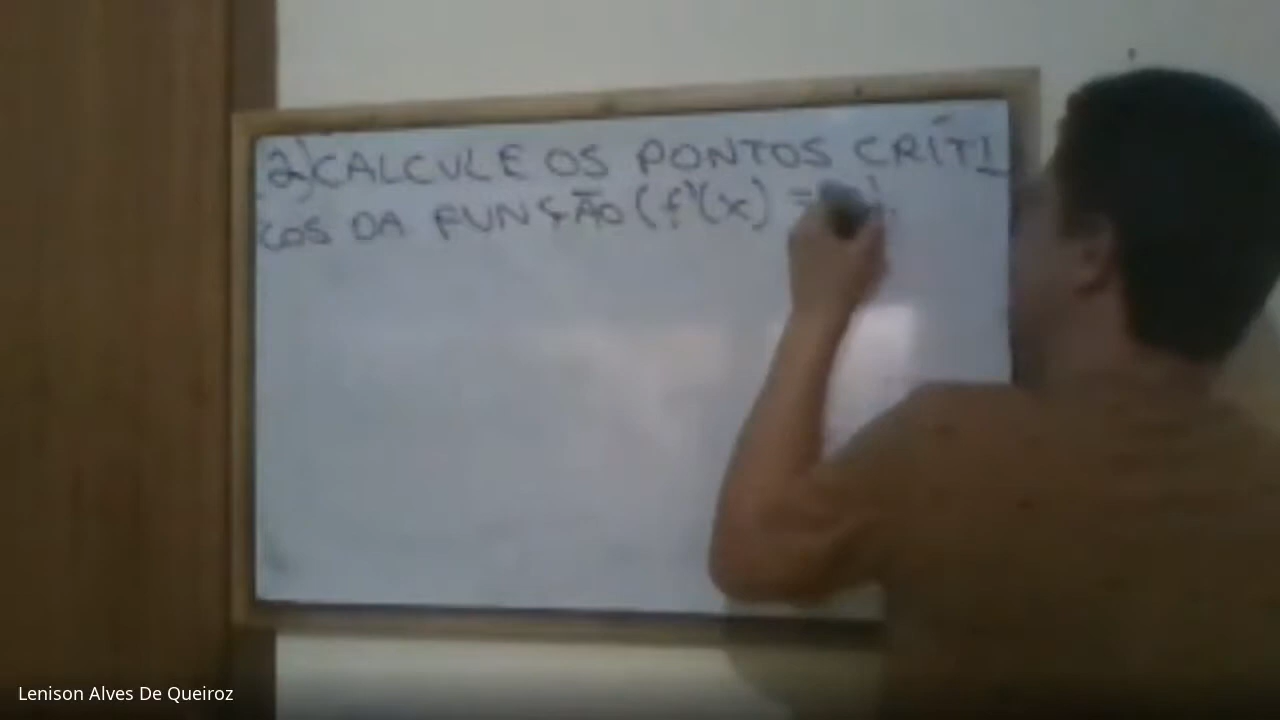 2) CALCULE OS PONTOS CRÍTI
COS DA FUNÇÃO (f'(x) =
Lenison Alves De Queiroz